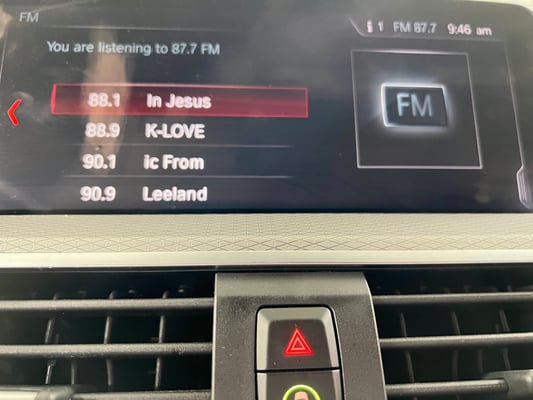 FM
1 FM 87.7 9:46 am
You are listening to 87.7 FM
88.1 In Jesus
88.9 K-LOVE
90.1 ic From
90.9 Leeland
FM